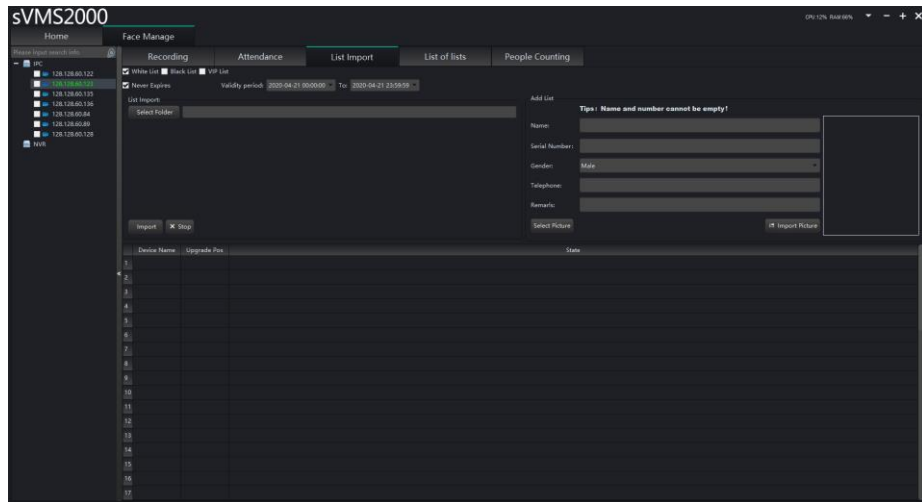 sVMS2000
CPU:12% RAM:66%
Home
Face Manage
Please input search info
IPC
128.128.60.122
128.128.60.123
128.128.60.135
128.128.60.136
128.128.60.84
128.128.60.89
128.128.60.128
NVR
Recording
Attendance
List Import
List of lists
People Counting
White List Black List VIP List
Never Expires Validity period: 2020-04-21 00:00:00 To: 2020-04-21 23:59:59
List Import:
Select Folder
Import Stop
Add List
Tips: Name and number cannot be empty!
Name:
Serial Number:
Gender: Male
Telephone:
Remaris:
Select Picture Import Picture
Device Name Upgrade Pos State
1
2
3
4
5
6
7
8
9
10
11
12
13
14
15
16
17